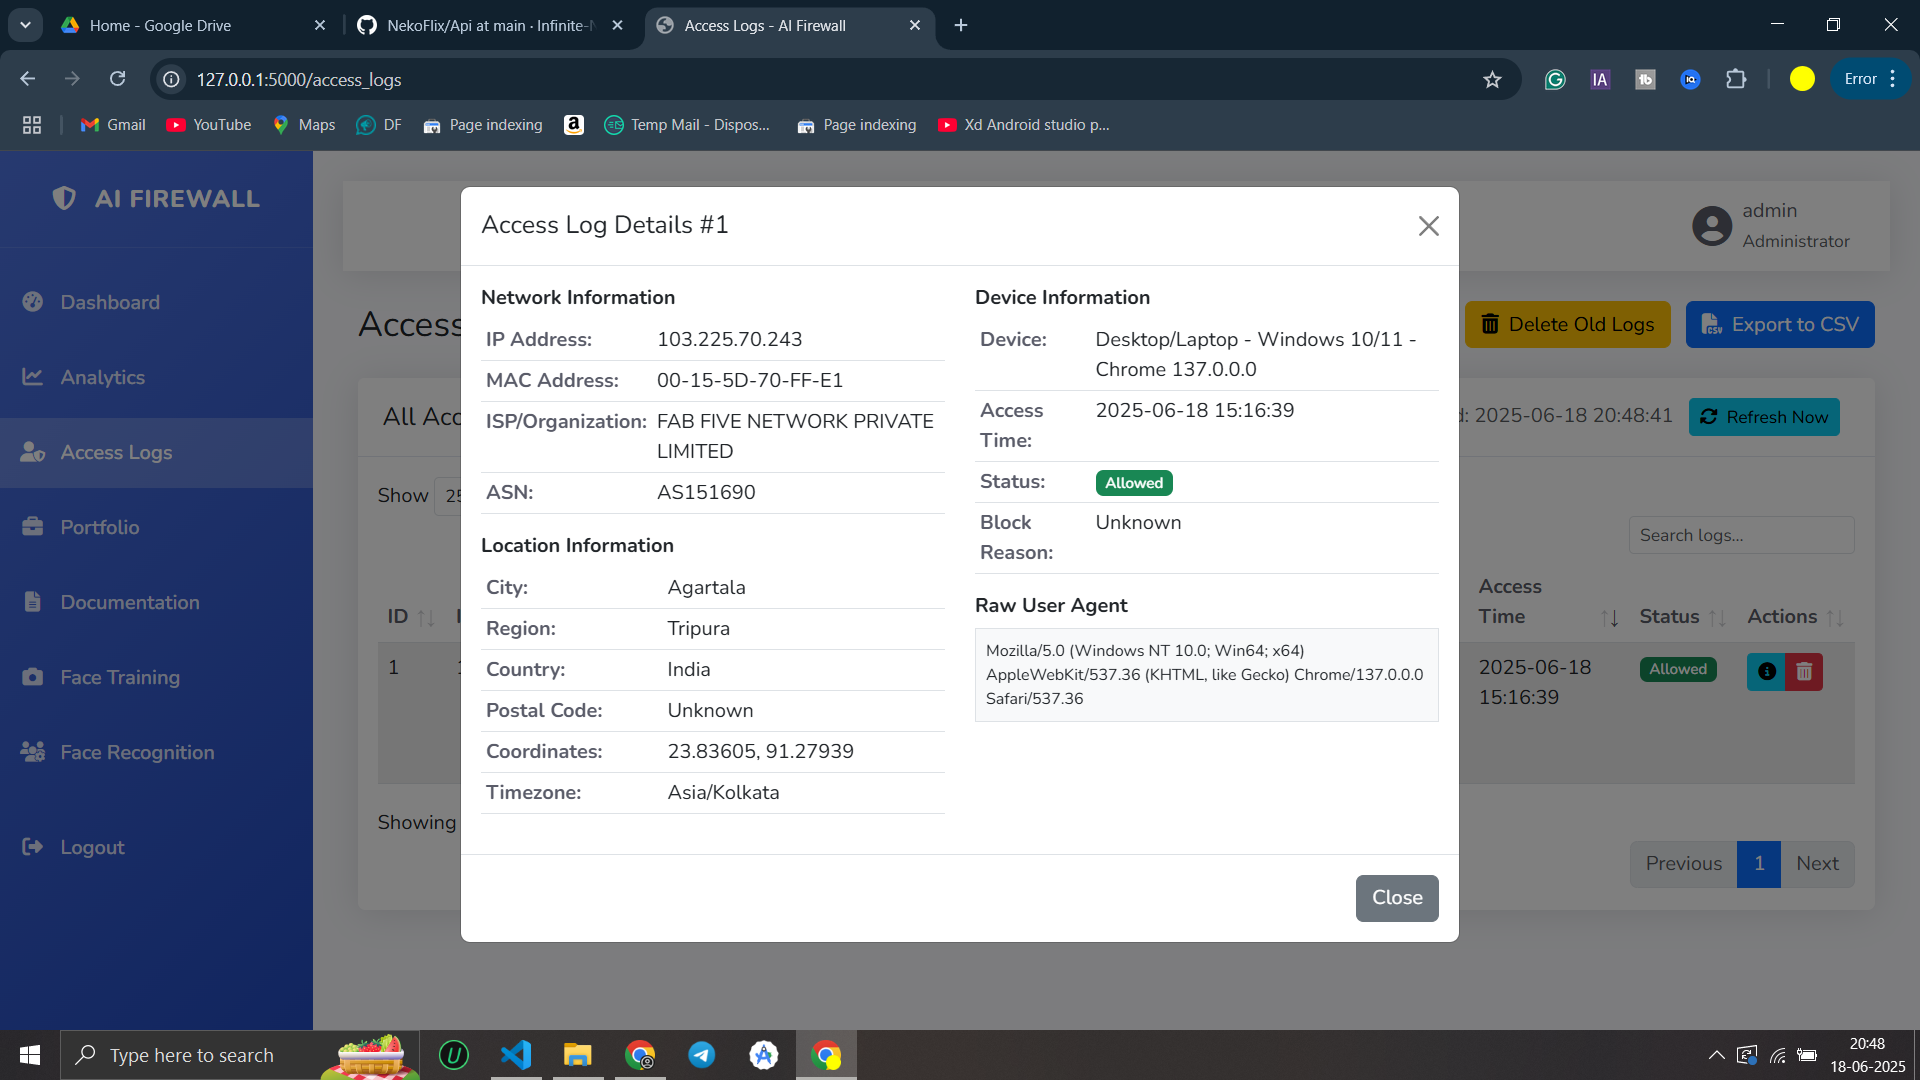 Home - Google Drive
NekoFlix/Api at main · Infinite-N
Access Logs - AI Firewall
127.0.0.1:5000/access_logs
Error
Gmail
YouTube
Maps
DF
Page indexing
Temp Mail - Dispos...
Page indexing
Xd Android studio p...
AI FIREWALL
Dashboard
Analytics
Access Logs
Portfolio
Documentation
Face Training
Face Recognition
Logout
admin
Administrator
Access
Delete Old Logs
Export to CSV
All Acc
d: 2025-06-18 20:48:41
Refresh Now
Show 25
Search logs...
ID
Access
Time
Status
Actions
1
2025-06-18
15:16:39
Allowed
Showing
Previous
1
Next
Access Log Details #1
Network Information
IP Address: 103.225.70.243
MAC Address: 00-15-5D-70-FF-E1
ISP/Organization: FAB FIVE NETWORK PRIVATE
LIMITED
ASN: AS151690
Location Information
City: Agartala
Region: Tripura
Country: India
Postal Code: Unknown
Coordinates: 23.83605, 91.27939
Timezone: Asia/Kolkata
Device Information
Device: Desktop/Laptop - Windows 10/11 -
Chrome 137.0.0.0
Access 2025-06-18 15:16:39
Time:
Status: Allowed
Block Unknown
Reason:
Raw User Agent
Mozilla/5.0 (Windows NT 10.0; Win64; x64)
AppleWebKit/537.36 (KHTML, like Gecko) Chrome/137.0.0.0
Safari/537.36
Close
Type here to search
20:48
18-06-2025